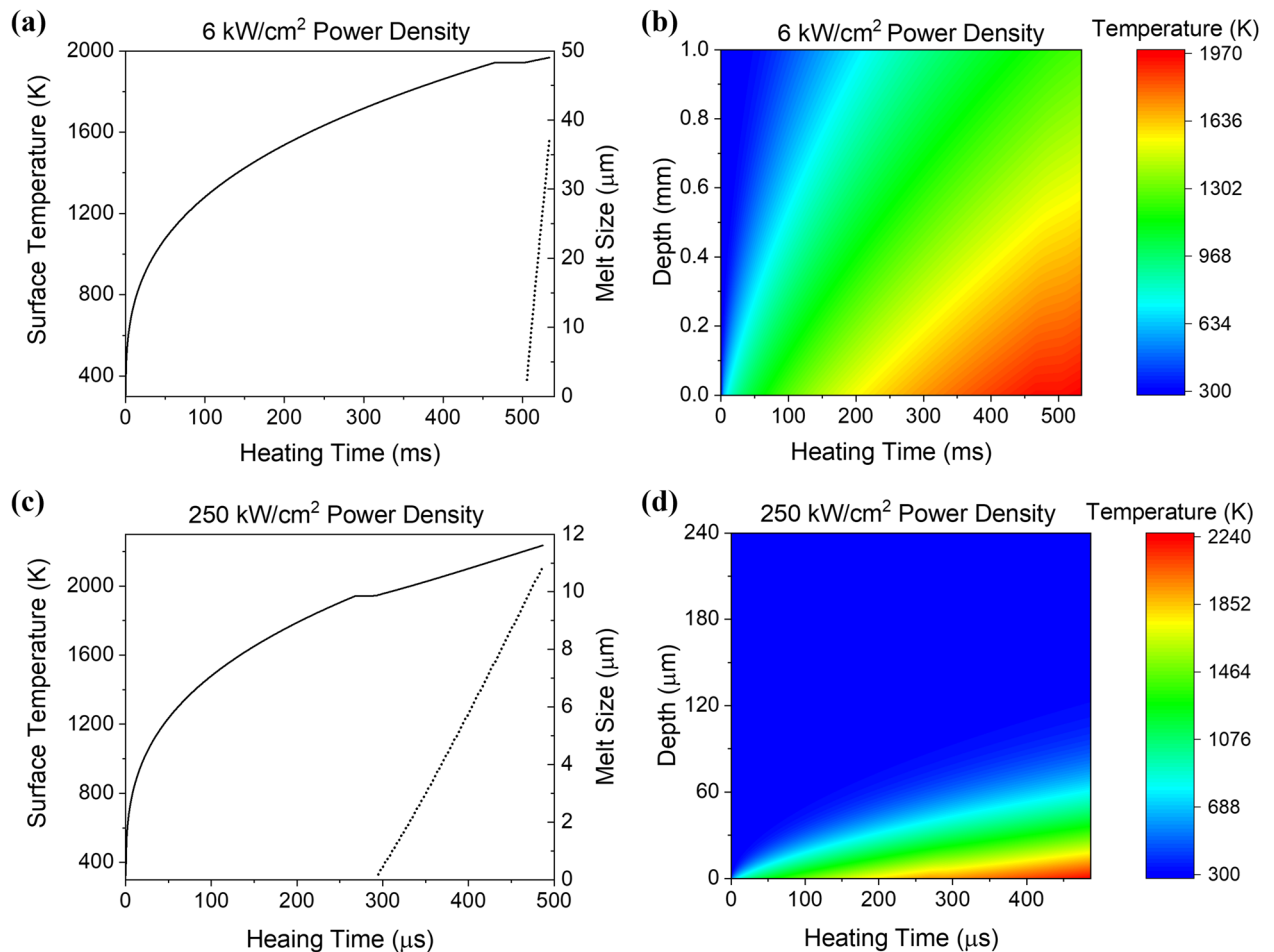 (a)
6 kW/cm² Power Density
2000
1600
1200
800
400
Surface Temperature (K)
50
40
30
20
10
0
Melt Size (μm)
0 100 200 300 400 500
Heating Time (ms)
(b)
6 kW/cm² Power Density
1.0
0.8
0.6
0.4
0.2
0.0
Depth (mm)
0 100 200 300 400 500
Heating Time (ms)
Temperature (K)
1970
1636
1302
968
634
300
(c)
250 kW/cm² Power Density
2000
1600
1200
800
400
Surface Temperature (K)
12
10
8
6
4
2
0
Melt Size (μm)
0 100 200 300 400 500
Heaing Time (μs)
(d)
250 kW/cm² Power Density
240
180
120
60
0
Depth (μm)
0 100 200 300 400
Heating Time (μs)
Temperature (K)
2240
1852
1464
1076
688
300